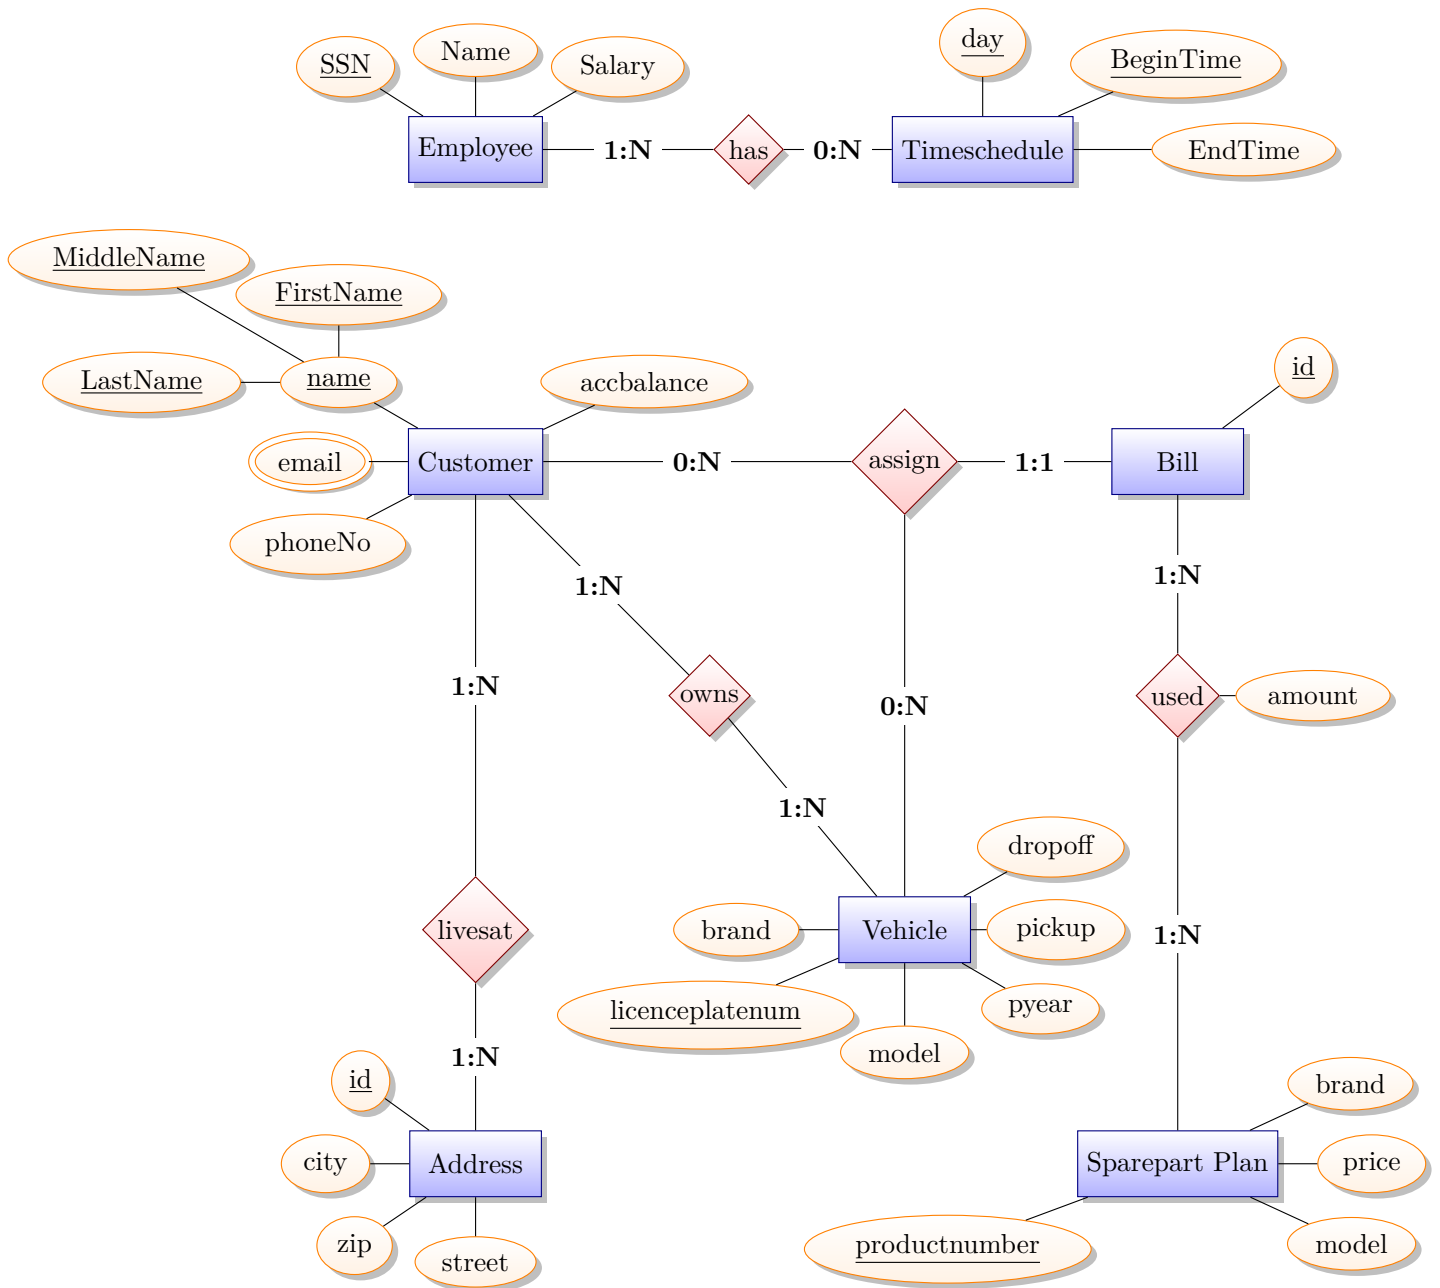 day
Name
BeginTime
SSN
Salary
Employee
1:N
has
0:N
Timeschedule
EndTime
MiddleName
FirstName
id
LastName
name
accbalance
email
Customer
0:N
assign
1:1
Bill
phoneNo
1:N
1:N
1:N
owns
0:N
used
amount
1:N
dropoff
brand
Vehicle
pickup
livesat
1:N
licenceplatenum
pyear
model
1:N
id
brand
city
Address
Sparepart Plan
price
zip
street
productnumber
model